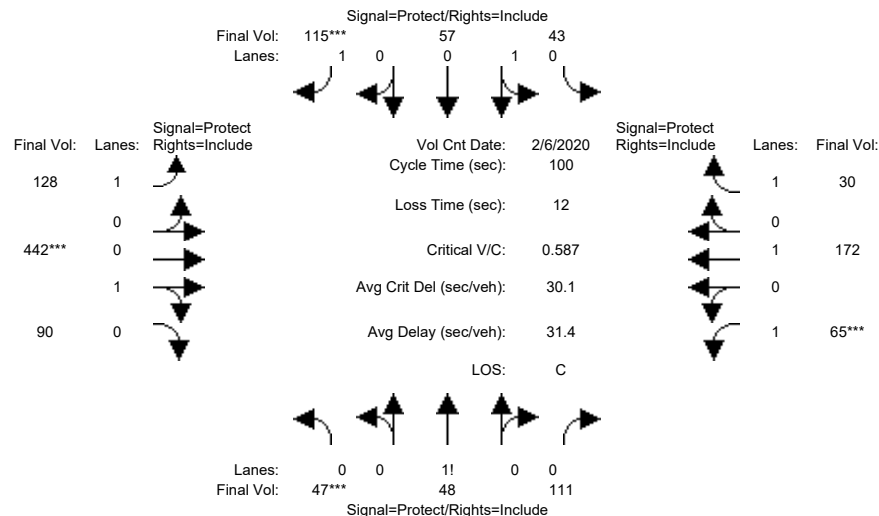 Signal=Protect/Rights=Include
Final Vol: 115*** 57 43
Lanes: 1 0 0 1 0
Signal=Protect Signal=Protect
Final Vol: Lanes: Rights=Include Vol Cnt Date: 2/6/2020 Rights=Include Lanes: Final Vol:
Cycle Time (sec): 100
128 1 1 30
Loss Time (sec): 12
0 0
442*** 0 Critical V/C: 0.587 1 172
1 Avg Crit Del (sec/veh): 30.1 0
90 0 Avg Delay (sec/veh): 31.4 1 65***
LOS: C
Lanes: 0 0 1! 0 0
Final Vol: 47*** 48 111
Signal=Protect/Rights=Include